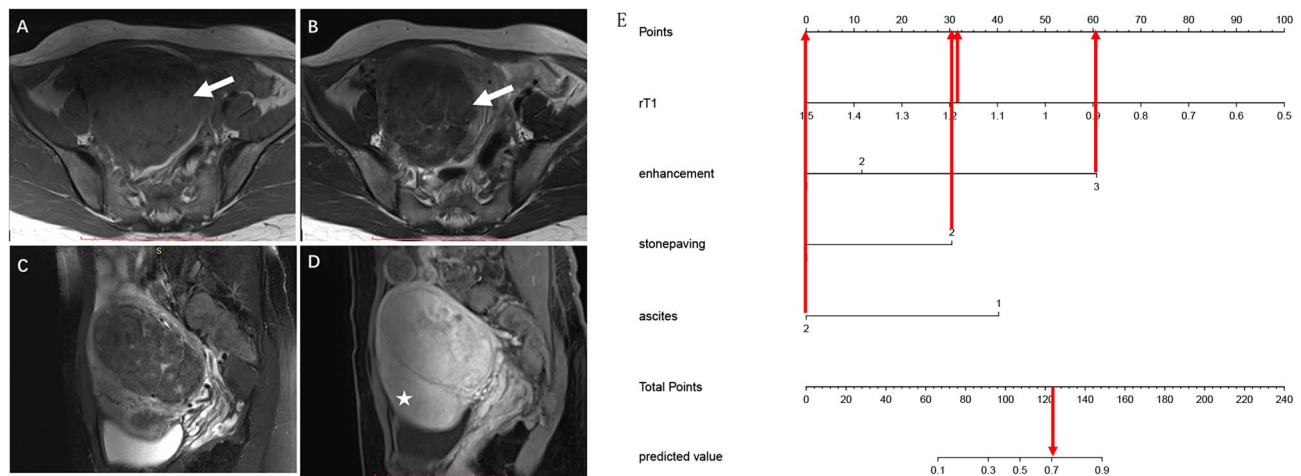 A
B
C
S
D
E
Points
0 10 20 30 40 50 60 70 80 90 100
rT1
1.5 1.4 1.3 1.2 1.1 1 0.9 0.8 0.7 0.6 0.5
2
enhancement
3
2
stonepaving
1
ascites
2
Total Points
0 20 40 60 80 100 120 140 160 180 200 220 240
predicted value
0.1 0.3 0.5 0.7 0.9